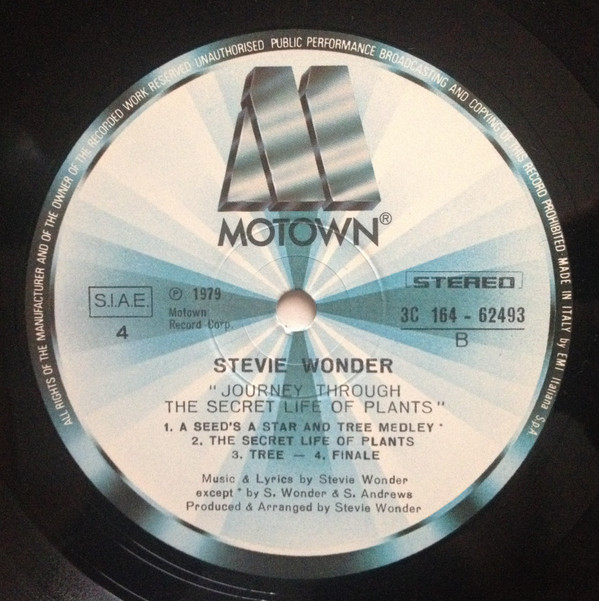 ALL RIGHTS OF THE MANUFACTURER AND OF THE OWNER OF THE RECORDED WORK RESERVED UNAUTHORISED PUBLIC PERFORMANCE BROADCASTING AND COPYING OF THIS RECORD PROHIBITED MADE IN ITALY by EMI Italiana S.p.A.
M
MOTOWN®
S.I.A.E.
4
℗ 1979
Motown
Record Corp.
STEREO
3C 164 - 62493
B
STEVIE WONDER
"JOURNEY THROUGH
THE SECRET LIFE OF PLANTS"
1. A SEED'S A STAR AND TREE MEDLEY *
2. THE SECRET LIFE OF PLANTS
3. TREE — 4. FINALE
Music & Lyrics by Stevie Wonder
except * by S. Wonder & S. Andrews
Produced & Arranged by Stevie Wonder